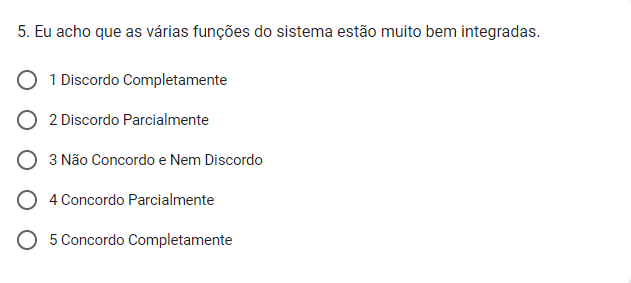 5. Eu acho que as várias funções do sistema estão muito bem integradas.
1 Discordo Completamente
2 Discordo Parcialmente
3 Não Concordo e Nem Discordo
4 Concordo Parcialmente
5 Concordo Completamente